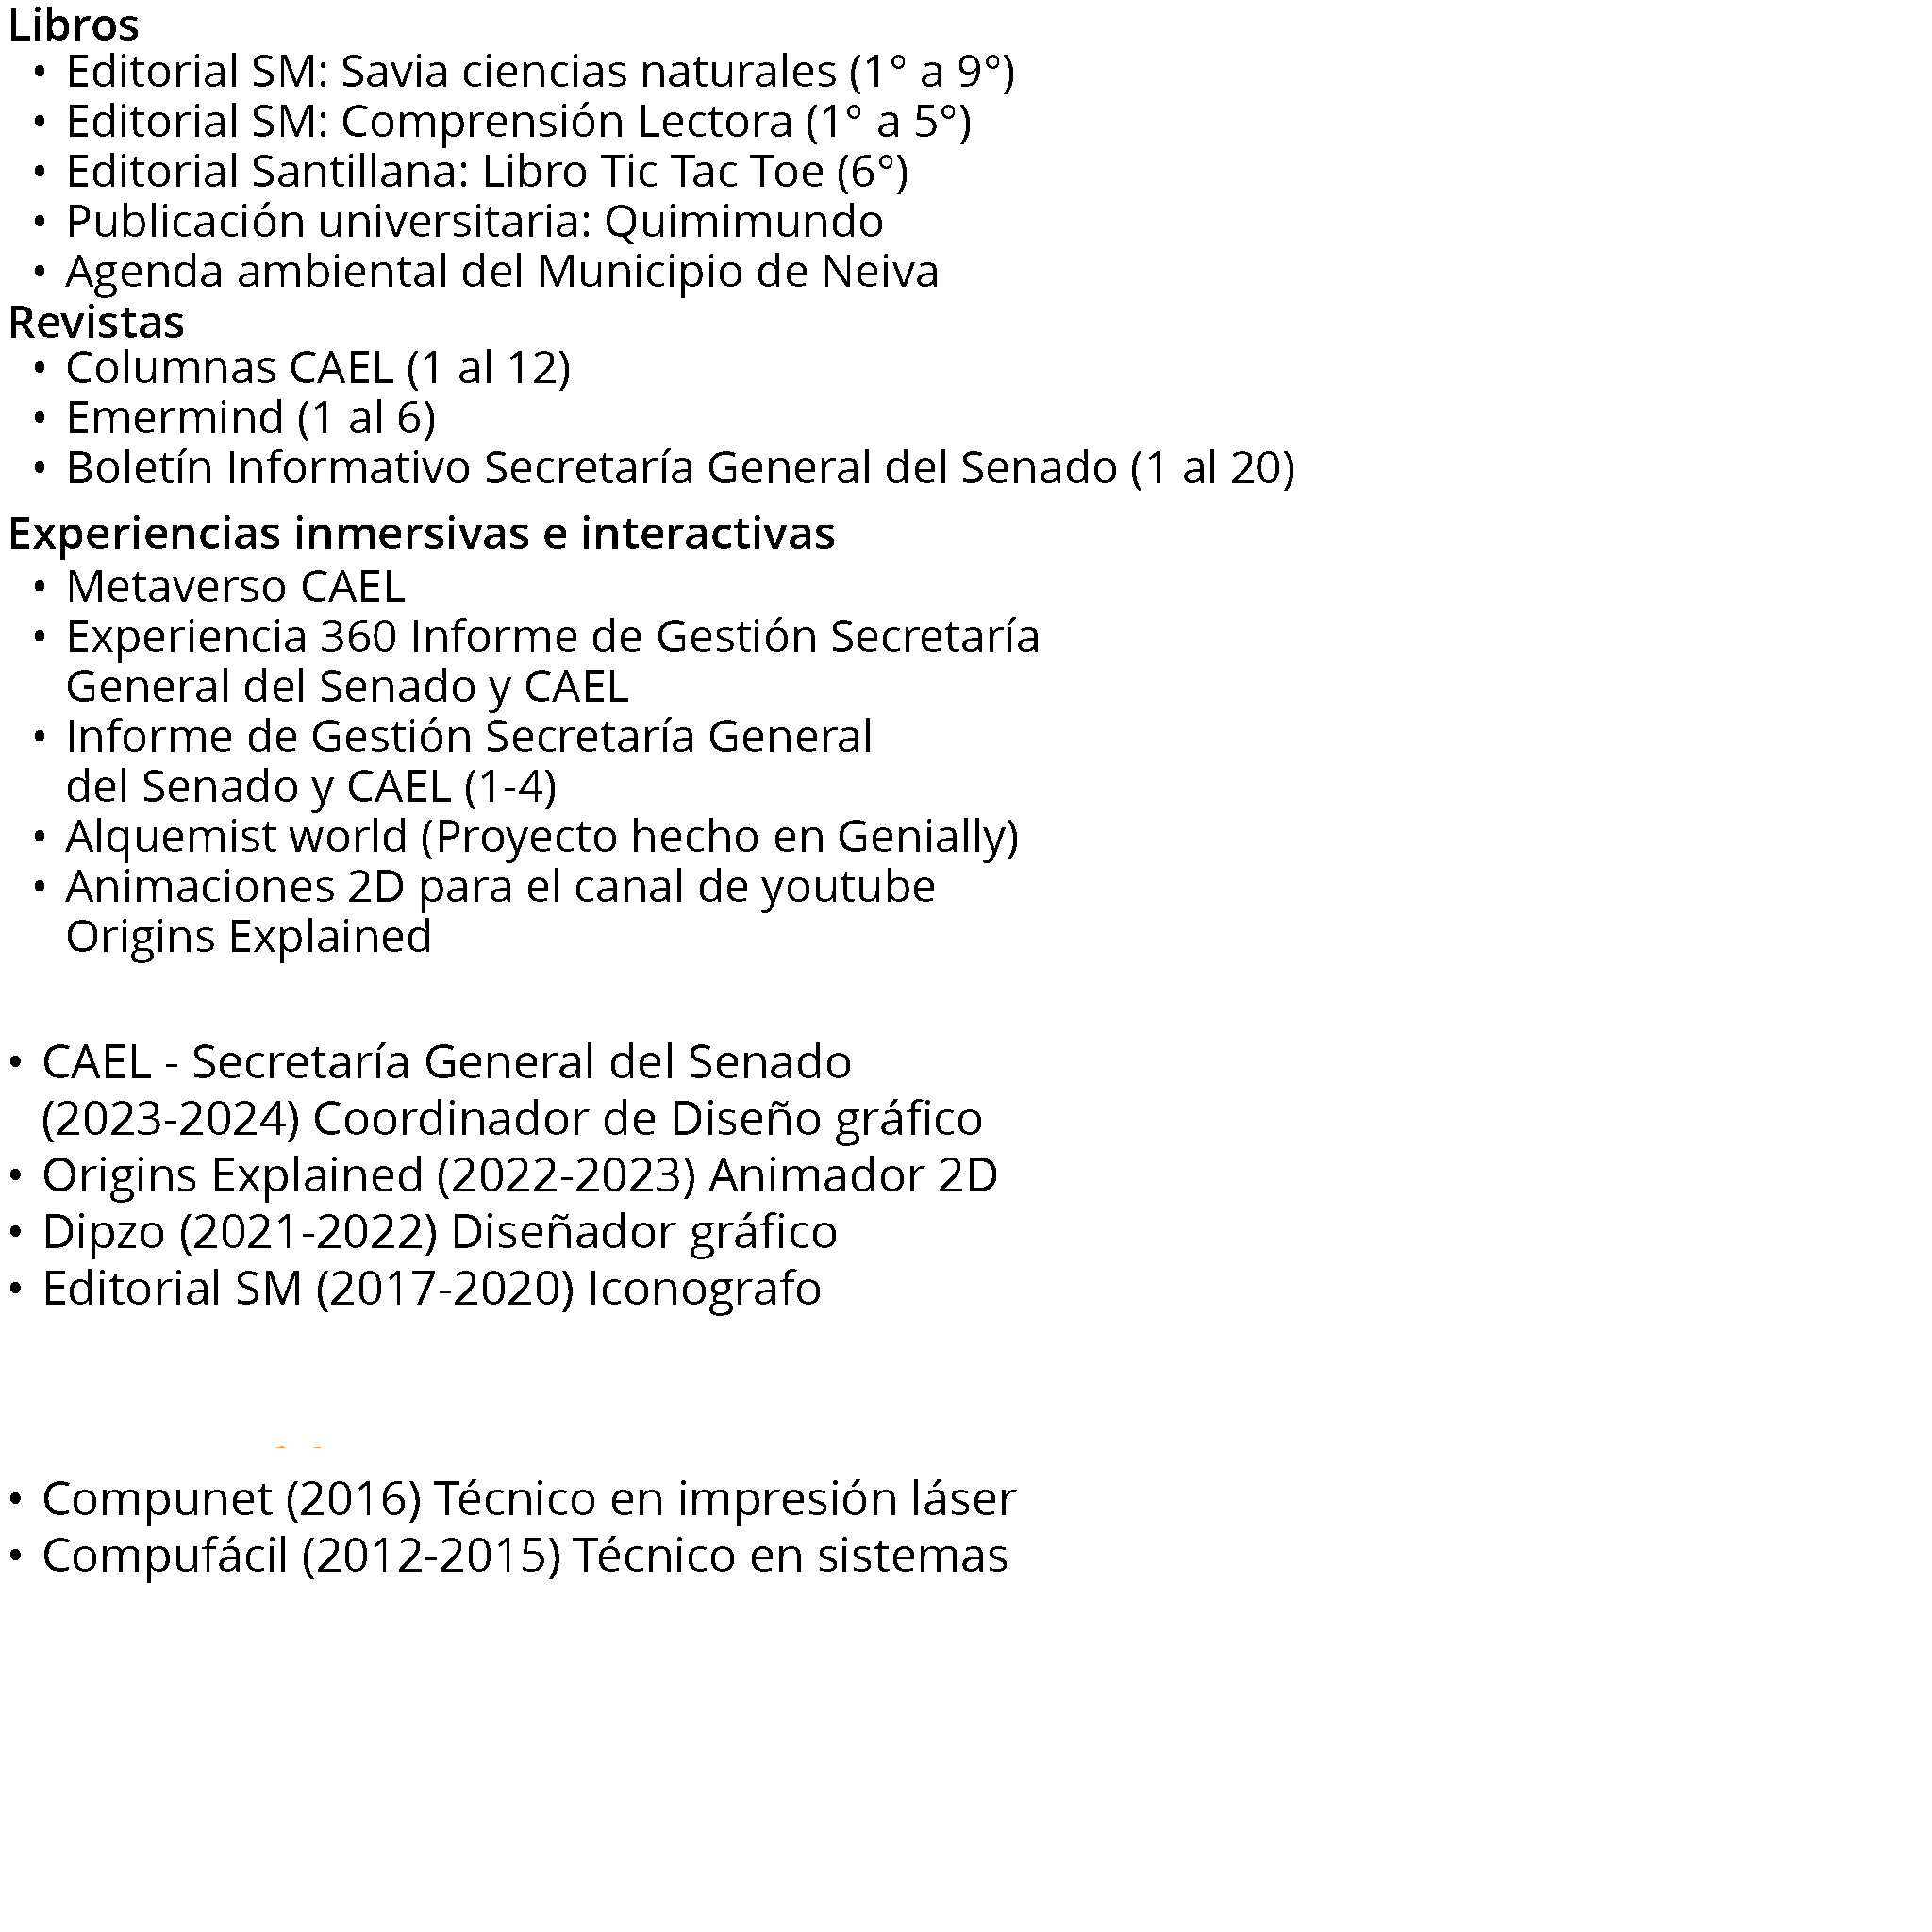 Libros
• Editorial SM: Savia ciencias naturales (1° a 9°)
• Editorial SM: Comprensión Lectora (1° a 5°)
• Editorial Santillana: Libro Tic Tac Toe (6°)
• Publicación universitaria: Quimimundo
• Agenda ambiental del Municipio de Neiva
Revistas
• Columnas CAEL (1 al 12)
• Emermind (1 al 6)
• Boletín Informativo Secretaría General del Senado (1 al 20)
Experiencias inmersivas e interactivas
• Metaverso CAEL
• Experiencia 360 Informe de Gestión Secretaría
General del Senado y CAEL
• Informe de Gestión Secretaría General
del Senado y CAEL (1-4)
• Alquemist world (Proyecto hecho en Genially)
• Animaciones 2D para el canal de youtube
Origins Explained
• CAEL - Secretaría General del Senado
(2023-2024) Coordinador de Diseño gráfico
• Origins Explained (2022-2023) Animador 2D
• Dipzo (2021-2022) Diseñador gráfico
• Editorial SM (2017-2020) Iconografo
• Compunet (2016) Técnico en impresión láser
• Compufácil (2012-2015) Técnico en sistemas